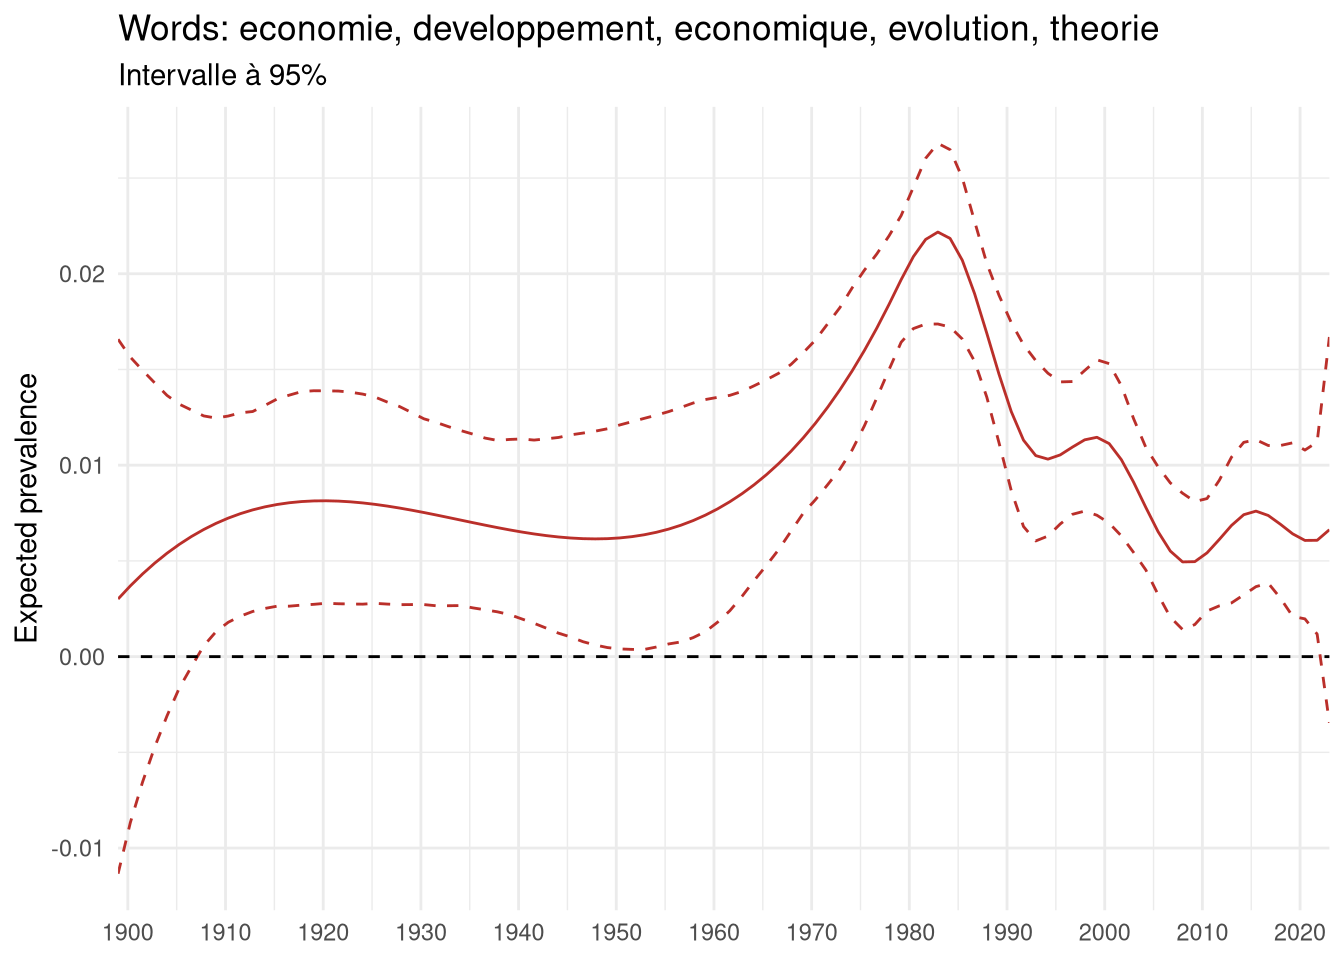 Words: economie, developpement, economique, evolution, theorie
Intervalle à 95%
Expected prevalence
0.02
0.01
0.00
-0.01
1900 1910 1920 1930 1940 1950 1960 1970 1980 1990 2000 2010 2020